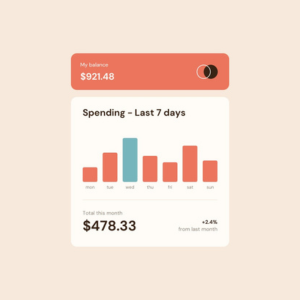 My balance
$921.48
Spending - Last 7 days
mon tue wed thu fri sat sun
Total this month
$478.33
+2.4%
from last month